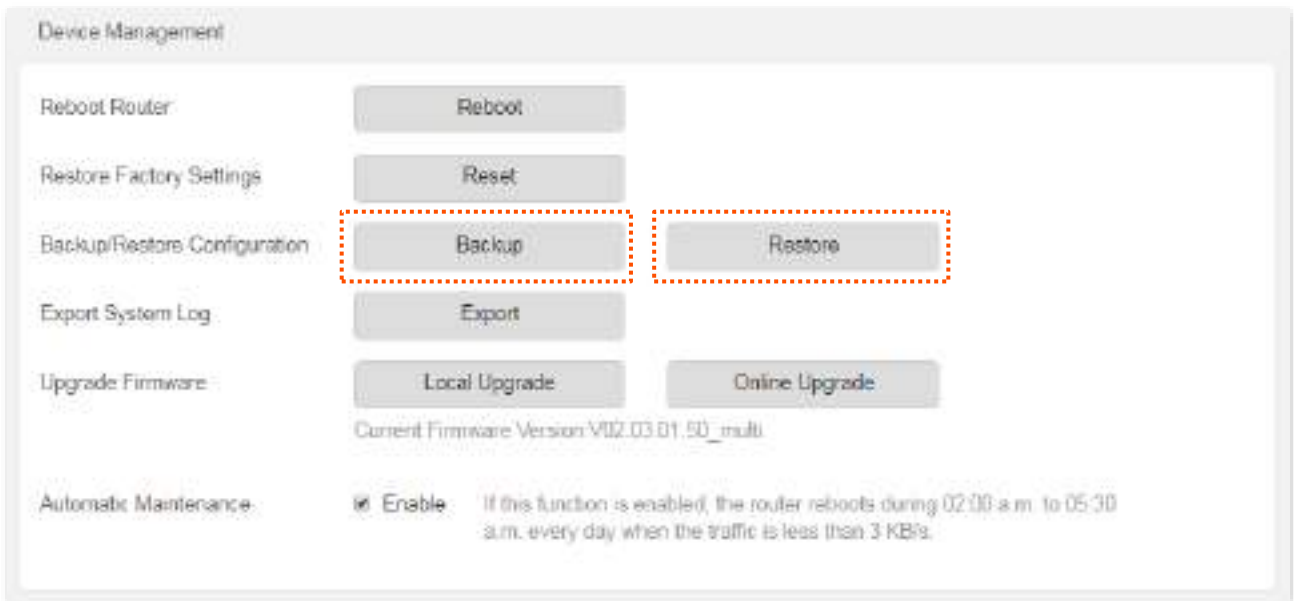 Device Management
Reboot Router Reboot
Restore Factory Settings Reset
Backup/Restore Configuration Backup Restore
Export System Log Export
Upgrade Firmware Local Upgrade Online Upgrade
Current Firmware Version V02.03.01.50_multi
Automatic Maintenance Enable If this function is enabled, the router reboots during 02:00 a.m. to 05:30
a.m. every day when the traffic is less than 3 KB/s.